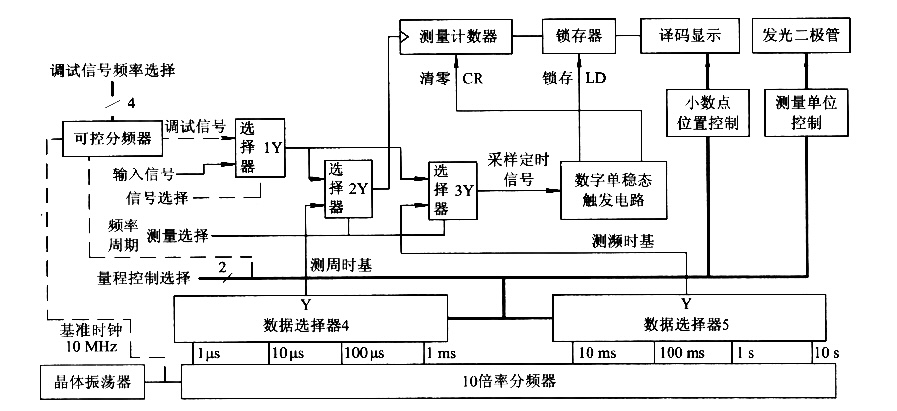 测量计数器
锁存器
译码显示
发光二极管
清零 CR
锁存 LD
小数点
位置控制
测量单位
控制
调试信号频率选择
4
可控分频器
调试信号
选择器 1Y
输入信号
信号选择
选择器 2Y
选择器 3Y
采样定时
信号
数字单稳态
触发电路
频率
周期
测量选择
测周时基
测濒时基
量程控制选择
2
Y
数据选择器4
Y
数据选择器5
基准时钟
10 MHz
1μs
10μs
100μs
1 ms
10 ms
100 ms
1 s
10 s
晶体振荡器
10倍率分频器